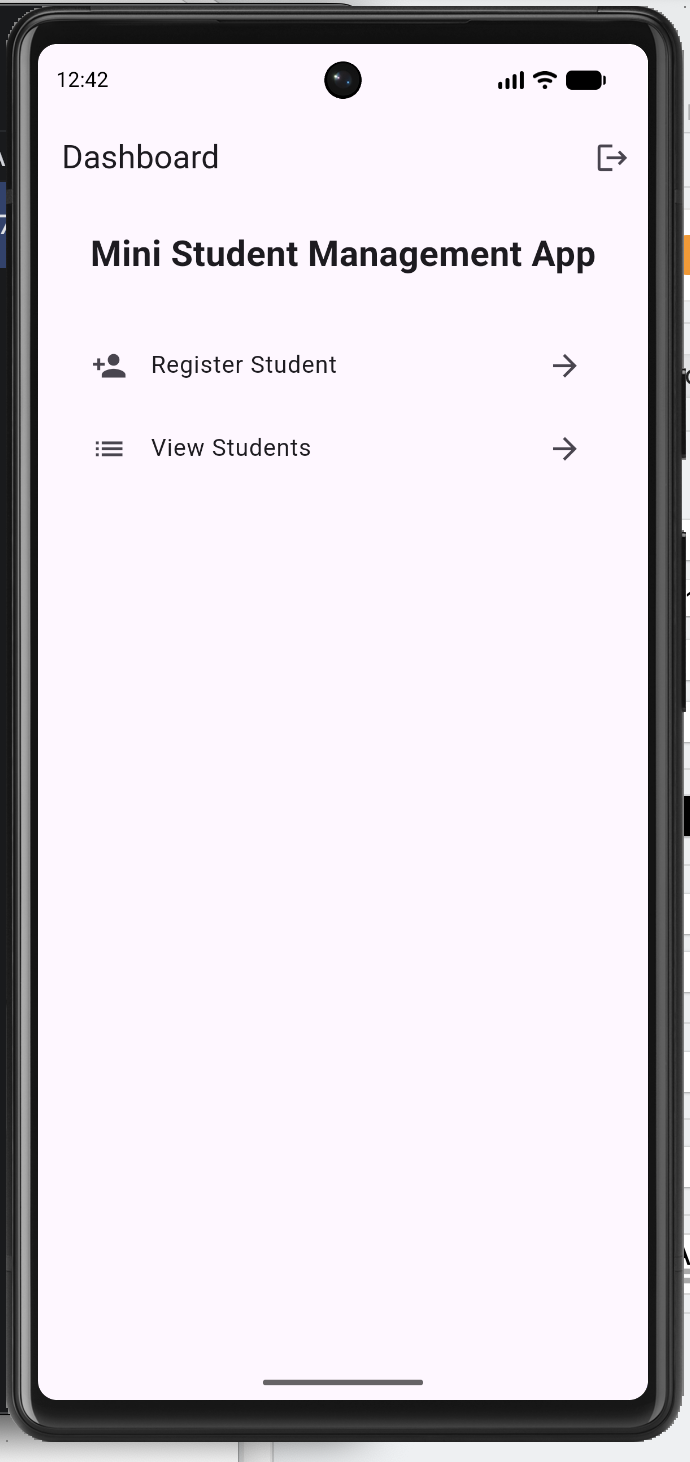 12:42
Dashboard
Mini Student Management App
Register Student
View Students